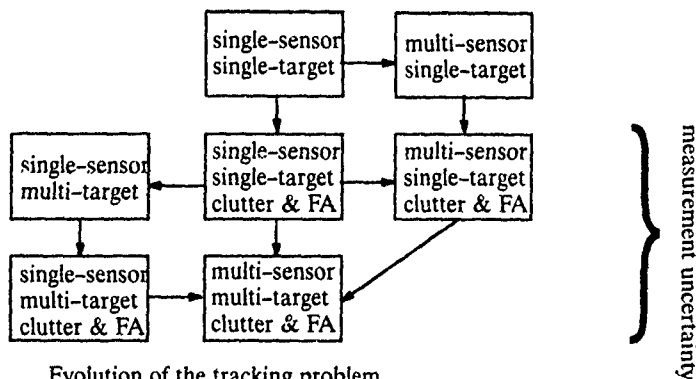 single-sensor
single-target
multi-sensor
single-target
single-sensor
multi-target
single-sensor
single-target
clutter & FA
multi-sensor
single-target
clutter & FA
single-sensor
multi-target
clutter & FA
multi-sensor
multi-target
clutter & FA
measurement uncertainty
Evolution of the tracking problem